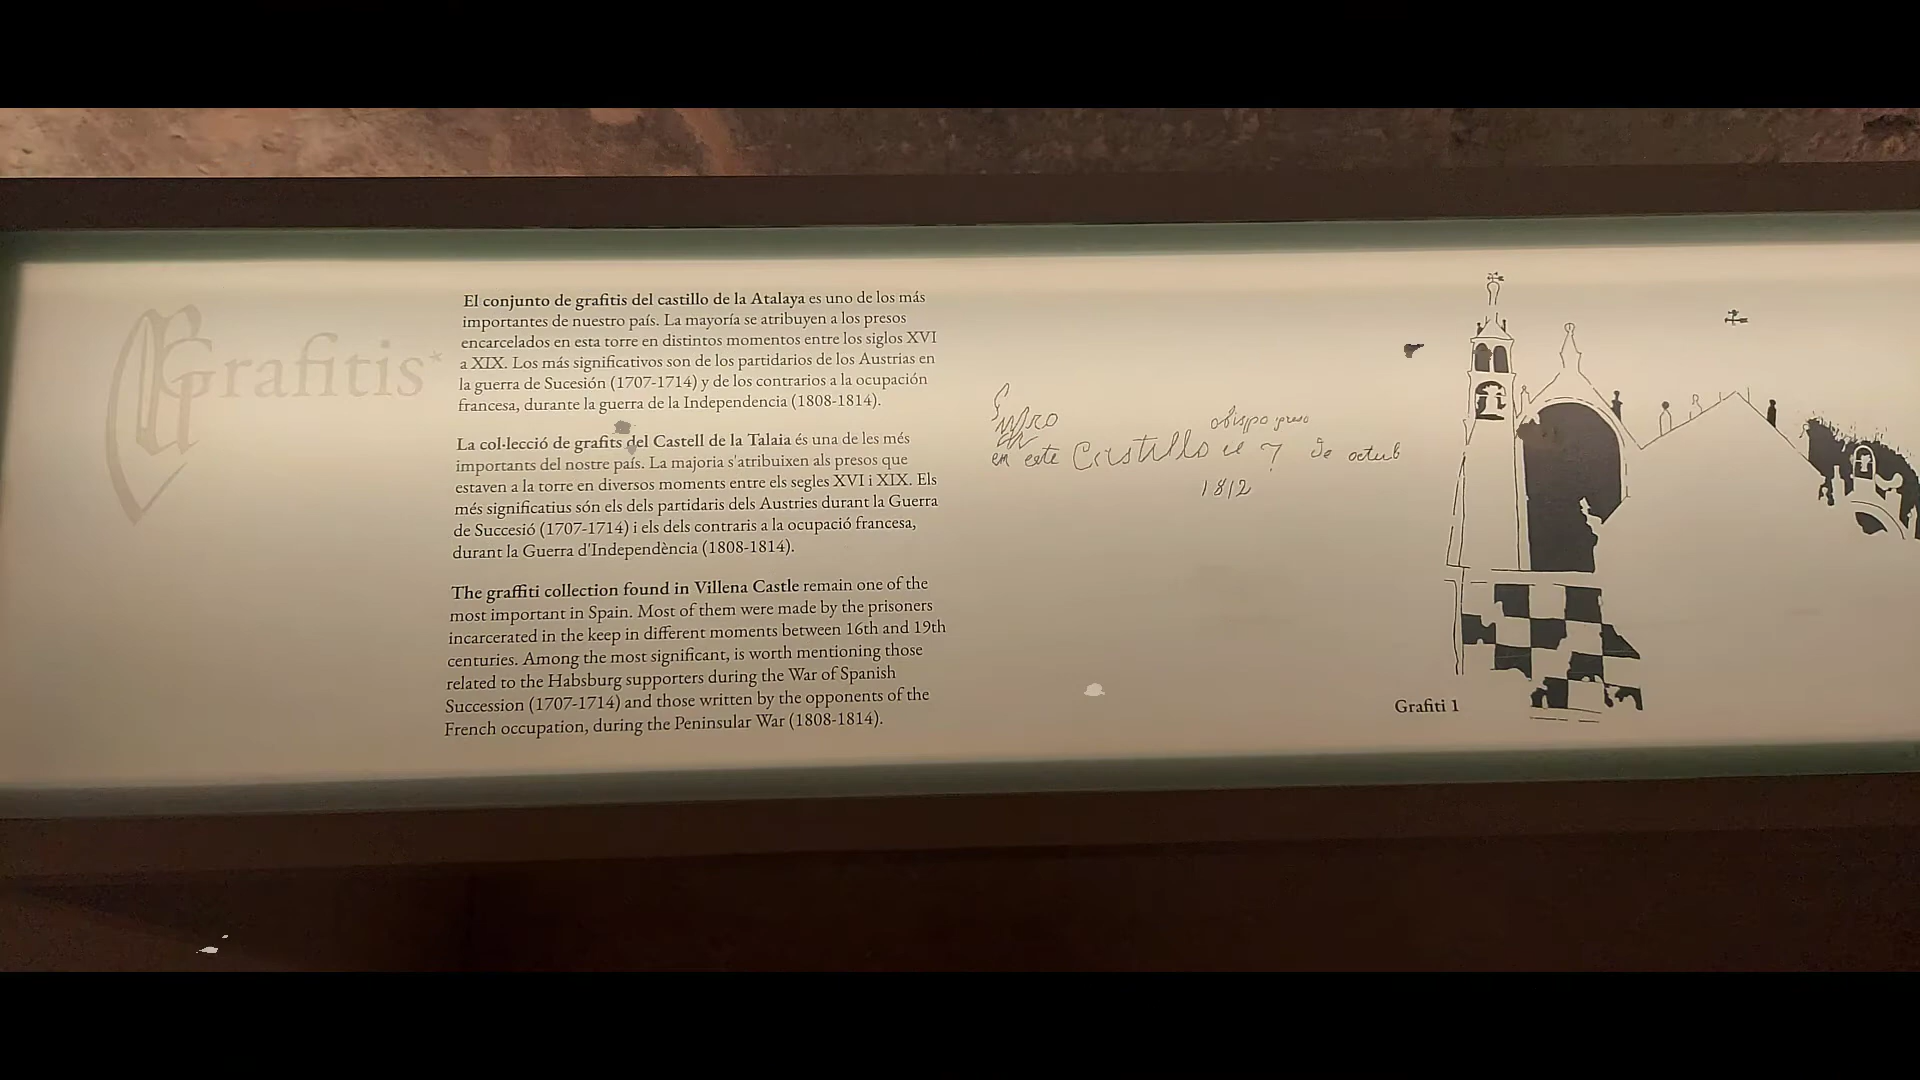 Grafitis*
El conjunto de grafitis del castillo de la Atalaya es uno de los más
importantes de nuestro país. La mayoría se atribuyen a los presos
encarcelados en esta torre en distintos momentos entre los siglos XVI
a XIX. Los más significativos son de los partidarios de los Austrias en
la guerra de Sucesión (1707-1714) y de los contrarios a la ocupación
francesa, durante la guerra de la Independencia (1808-1814).
La col·lecció de grafits del Castell de la Talaia és una de les més
importants del nostre país. La majoria s'atribuixen als presos que
estaven a la torre en diversos moments entre els segles XVI i XIX. Els
més significatius són els dels partidaris dels Austries durant la Guerra
de Successió (1707-1714) i els dels contraris a la ocupació francesa,
durant la Guerra d'Independència (1808-1814).
The graffiti collection found in Villena Castle remain one of the
most important in Spain. Most of them were made by the prisoners
incarcerated in the keep in different moments between 16th and 19th
centuries. Among the most significant, is worth mentioning those
related to the Habsburg supporters during the War of Spanish
Succession (1707-1714) and those written by the opponents of the
French occupation, during the Peninsular War (1808-1814).
obispo preso
en este Castillo 7 de octub
1812
Grafiti 1